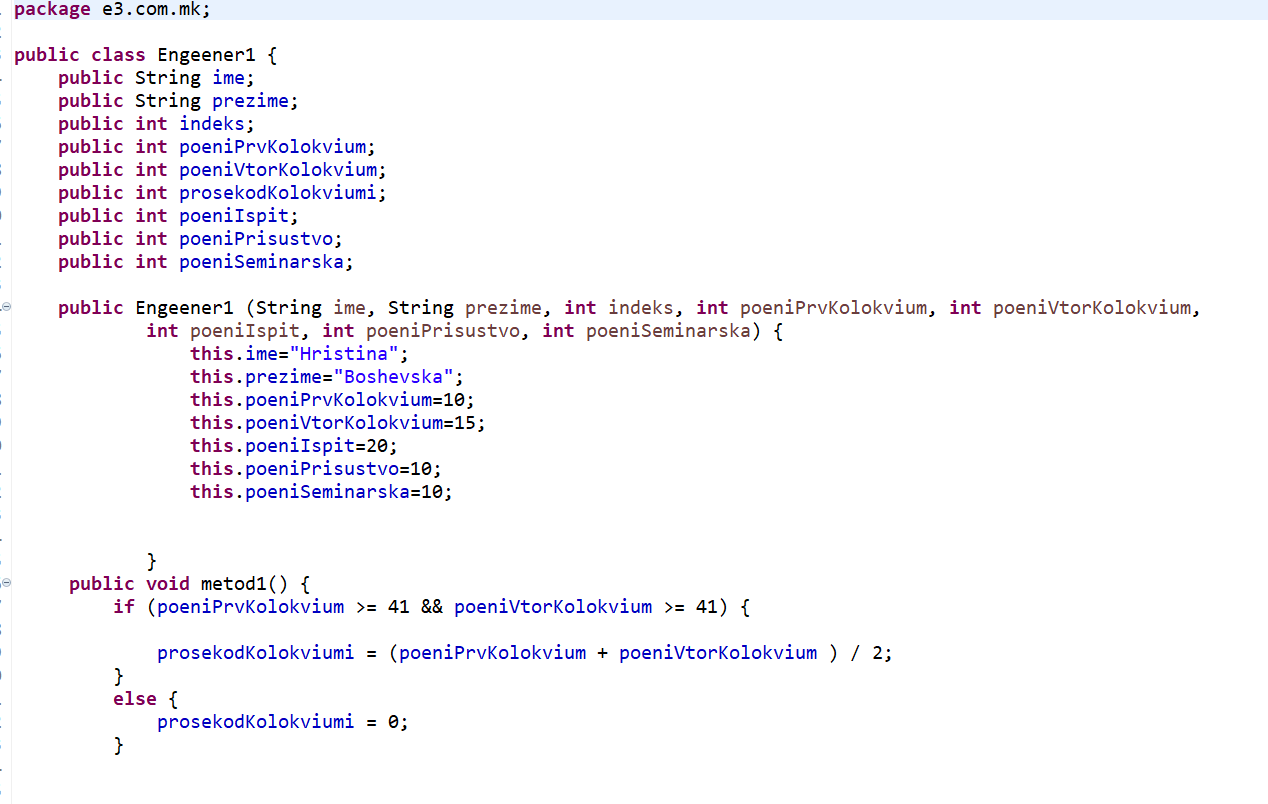 package e3.com.mk;
public class Engeener1 {
public String ime;
public String prezime;
public int indeks;
public int poeniPrvKolokvium;
public int poeniVtorKolokvium;
public int prosekodKolokviumi;
public int poeniIspit;
public int poeniPrisustvo;
public int poeniSeminarska;
public Engeener1 (String ime, String prezime, int indeks, int poeniPrvKolokvium, int poeniVtorKolokvium,
int poeniIspit, int poeniPrisustvo, int poeniSeminarska) {
this.ime="Hristina";
this.prezime="Boshevska";
this.poeniPrvKolokvium=10;
this.poeniVtorKolokvium=15;
this.poeniIspit=20;
this.poeniPrisustvo=10;
this.poeniSeminarska=10;
}
public void metod1() {
if (poeniPrvKolokvium >= 41 && poeniVtorKolokvium >= 41) {
prosekodKolokviumi = (poeniPrvKolokvium + poeniVtorKolokvium ) / 2;
}
else {
prosekodKolokviumi = 0;
}